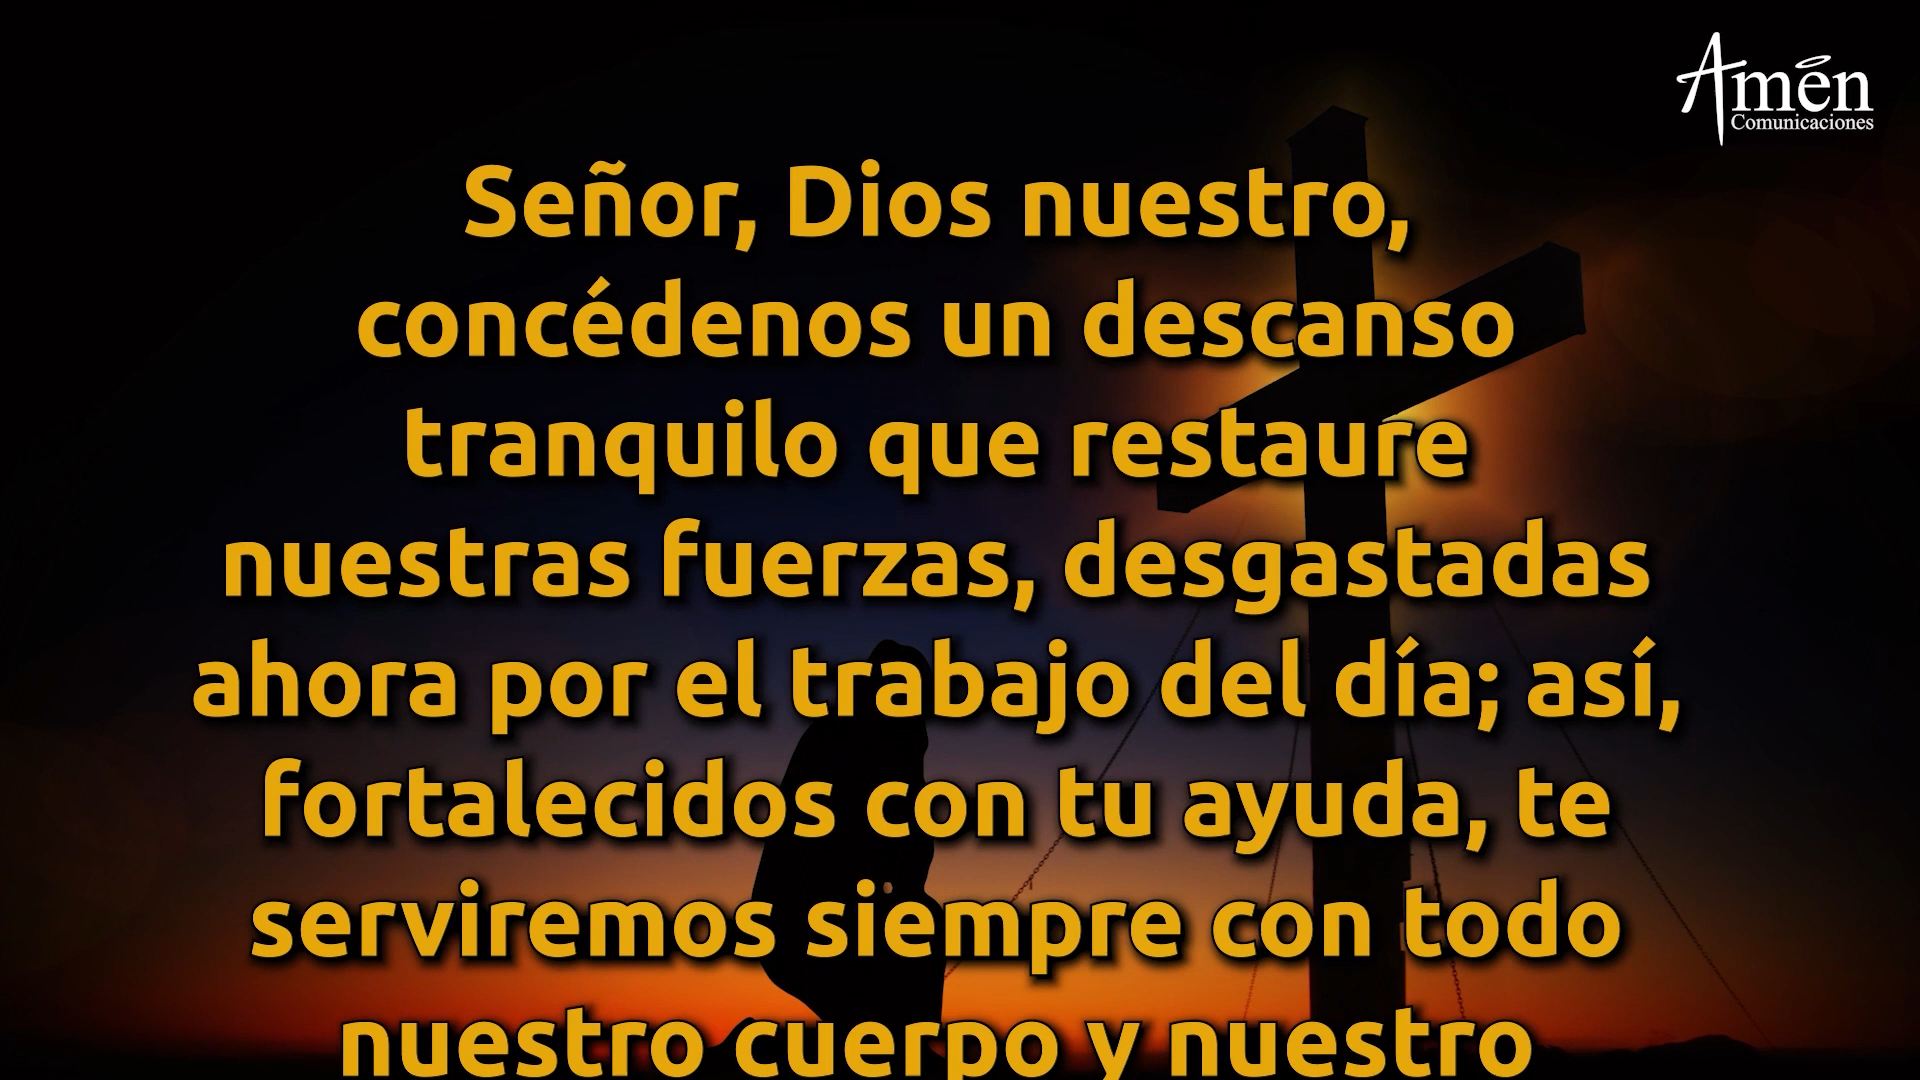 Amén
Comunicaciones
Señor, Dios nuestro,
concédenos un descanso
tranquilo que restaure
nuestras fuerzas, desgastadas
ahora por el trabajo del día; así,
fortalecidos con tu ayuda, te
serviremos siempre con todo
nuestro cuerpo y nuestro